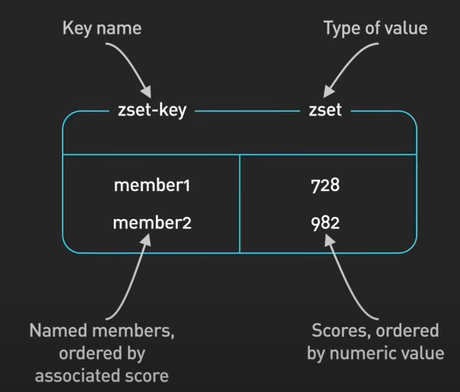 Key name
Type of value
zset-key
zset
member1
728
member2
982
Named members,
ordered by
associated score
Scores, ordered
by numeric value